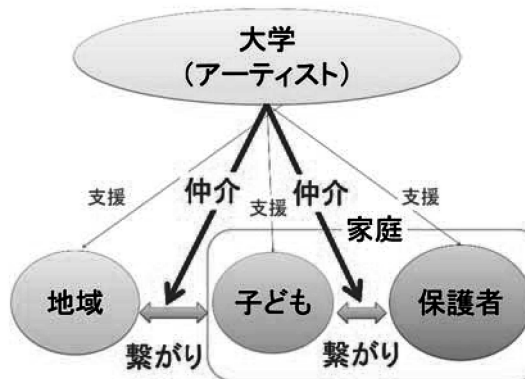 大学
（アーティスト）
仲介
仲介
支援
支援
支援
家庭
地域
子ども
保護者
繋がり
繋がり